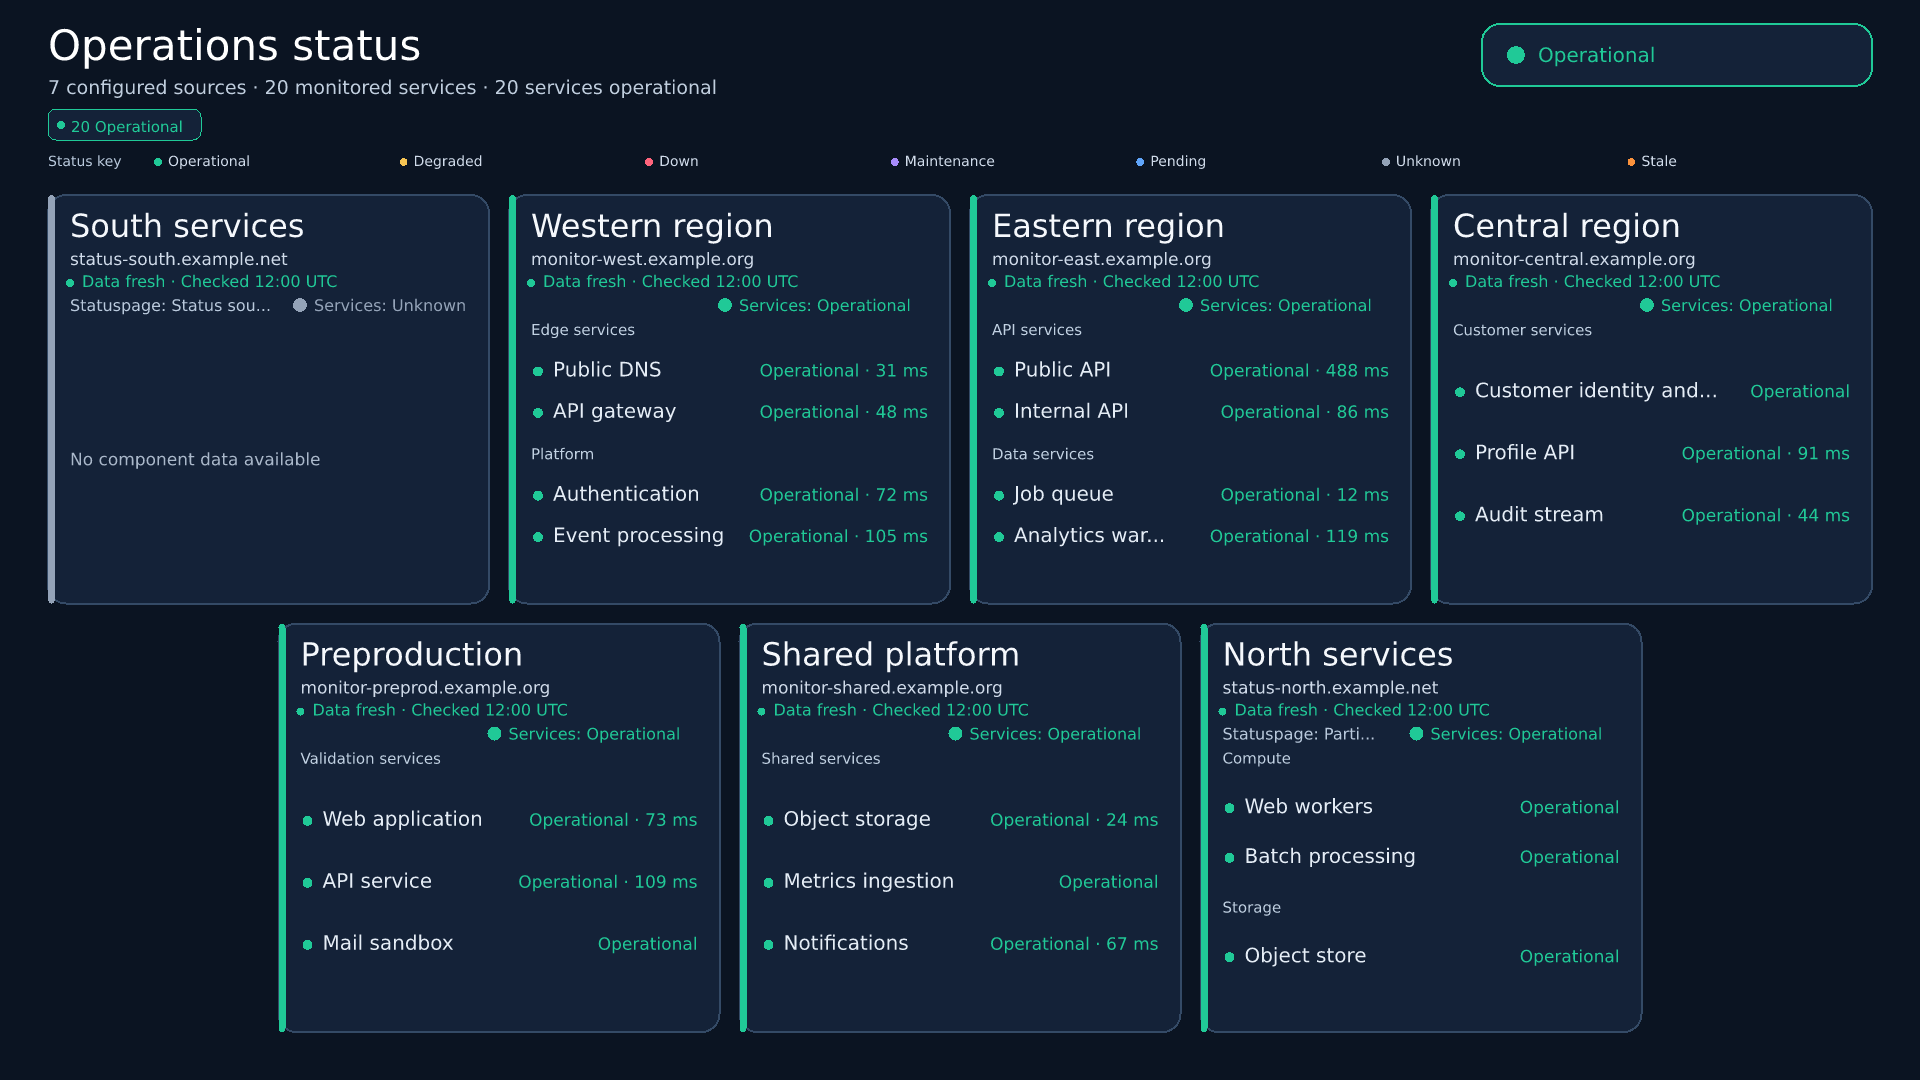 Operations status
7 configured sources · 20 monitored services · 20 services operational
Operational
20 Operational
Status key Operational Degraded Down Maintenance Pending Unknown Stale
South services
status-south.example.net
Data fresh · Checked 12:00 UTC
Statuspage: Status sou... Services: Unknown
No component data available
Western region
monitor-west.example.org
Data fresh · Checked 12:00 UTC
Services: Operational
Edge services
Public DNS Operational · 31 ms
API gateway Operational · 48 ms
Platform
Authentication Operational · 72 ms
Event processing Operational · 105 ms
Eastern region
monitor-east.example.org
Data fresh · Checked 12:00 UTC
Services: Operational
API services
Public API Operational · 488 ms
Internal API Operational · 86 ms
Data services
Job queue Operational · 12 ms
Analytics war... Operational · 119 ms
Central region
monitor-central.example.org
Data fresh · Checked 12:00 UTC
Services: Operational
Customer services
Customer identity and... Operational
Profile API Operational · 91 ms
Audit stream Operational · 44 ms
Preproduction
monitor-preprod.example.org
Data fresh · Checked 12:00 UTC
Services: Operational
Validation services
Web application Operational · 73 ms
API service Operational · 109 ms
Mail sandbox Operational
Shared platform
monitor-shared.example.org
Data fresh · Checked 12:00 UTC
Services: Operational
Shared services
Object storage Operational · 24 ms
Metrics ingestion Operational
Notifications Operational · 67 ms
North services
status-north.example.net
Data fresh · Checked 12:00 UTC
Statuspage: Parti... Services: Operational
Compute
Web workers Operational
Batch processing Operational
Storage
Object store Operational